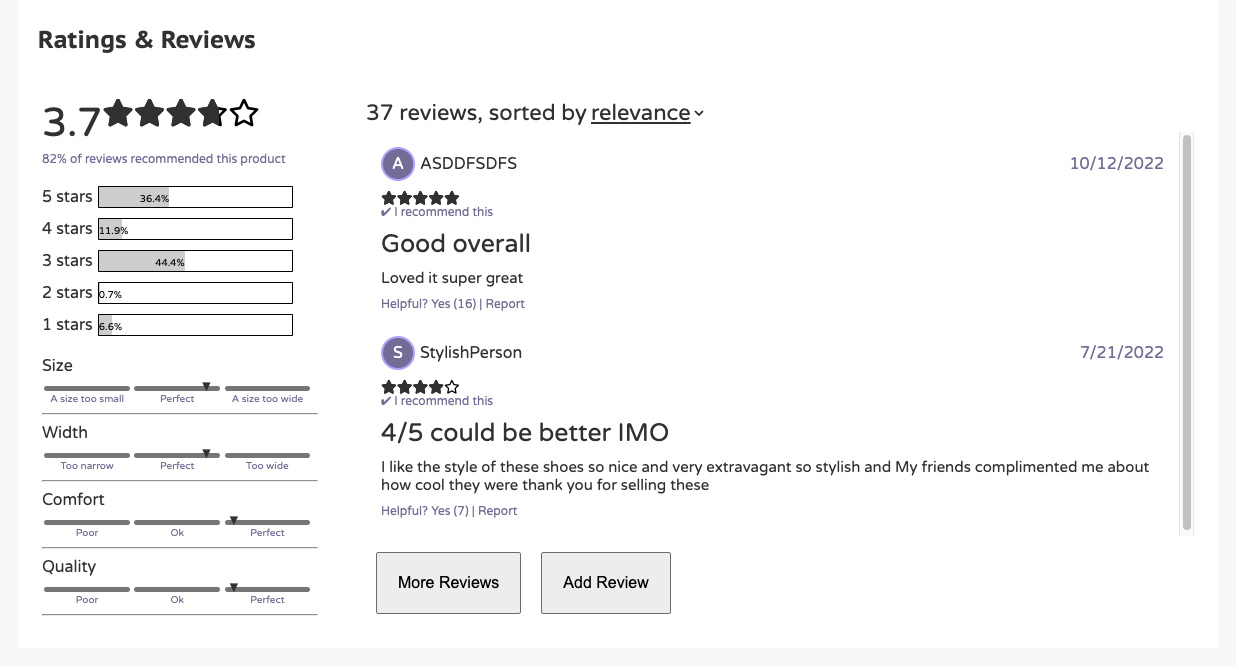 Ratings & Reviews
3.7
82% of reviews recommended this product
5 stars 36.4%
4 stars 11.9%
3 stars 44.4%
2 stars 0.7%
1 stars 6.6%
Size
A size too small Perfect A size too wide
Width
Too narrow Perfect Too wide
Comfort
Poor Ok Perfect
Quality
Poor Ok Perfect
37 reviews, sorted by relevance
A ASDDFSDFS 10/12/2022
✔ I recommend this
Good overall
Loved it super great
Helpful? Yes (16) | Report
S StylishPerson 7/21/2022
✔ I recommend this
4/5 could be better IMO
I like the style of these shoes so nice and very extravagant so stylish and My friends complimented me about
how cool they were thank you for selling these
Helpful? Yes (7) | Report
More Reviews Add Review